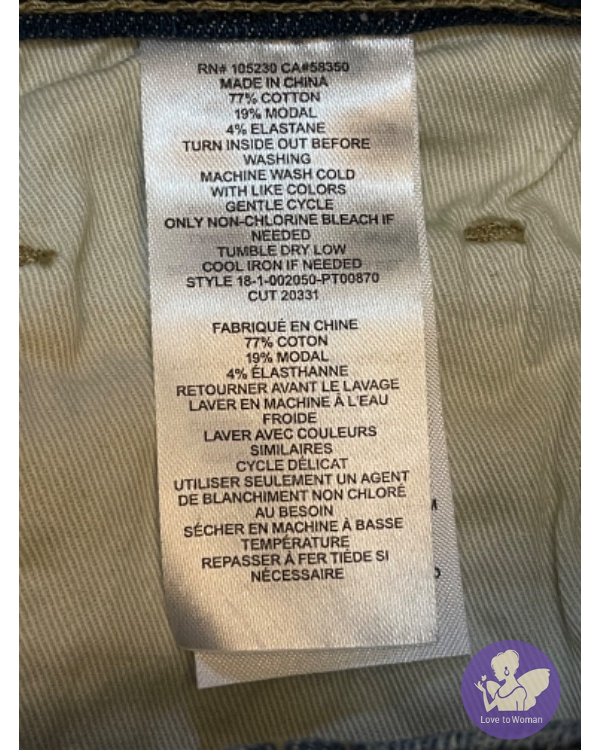 RN# 105230 CA#58350
MADE IN CHINA
77% COTTON
19% MODAL
4% ELASTANE
TURN INSIDE OUT BEFORE
WASHING
MACHINE WASH COLD
WITH LIKE COLORS
GENTLE CYCLE
ONLY NON-CHLORINE BLEACH IF
NEEDED
TUMBLE DRY LOW
COOL IRON IF NEEDED
STYLE 18-1-002050-PT00870
CUT 20331
FABRIQUÉ EN CHINE
77% COTON
19% MODAL
4% ÉLASTHANNE
RETOURNER AVANT LE LAVAGE
LAVER EN MACHINE À L'EAU
FROIDE
LAVER AVEC COULEURS
SIMILAIRES
CYCLE DÉLICAT
UTILISER SEULEMENT UN AGENT
DE BLANCHIMENT NON CHLORÉ
AU BESOIN
SÉCHER EN MACHINE À BASSE
TEMPÉRATURE
REPASSER À FER TIÈDE SI
NÉCESSAIRE
Love to Woman